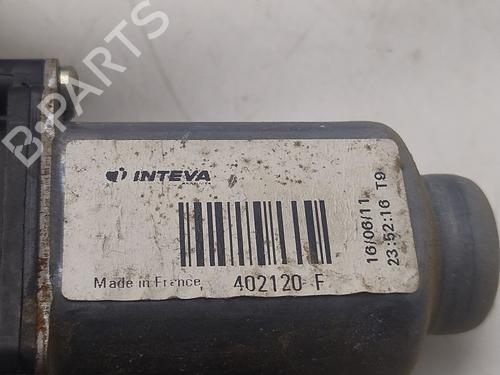 B-PARTS
INTEVA
16/06/11
23:52:16 T9
Made in France
402120-F